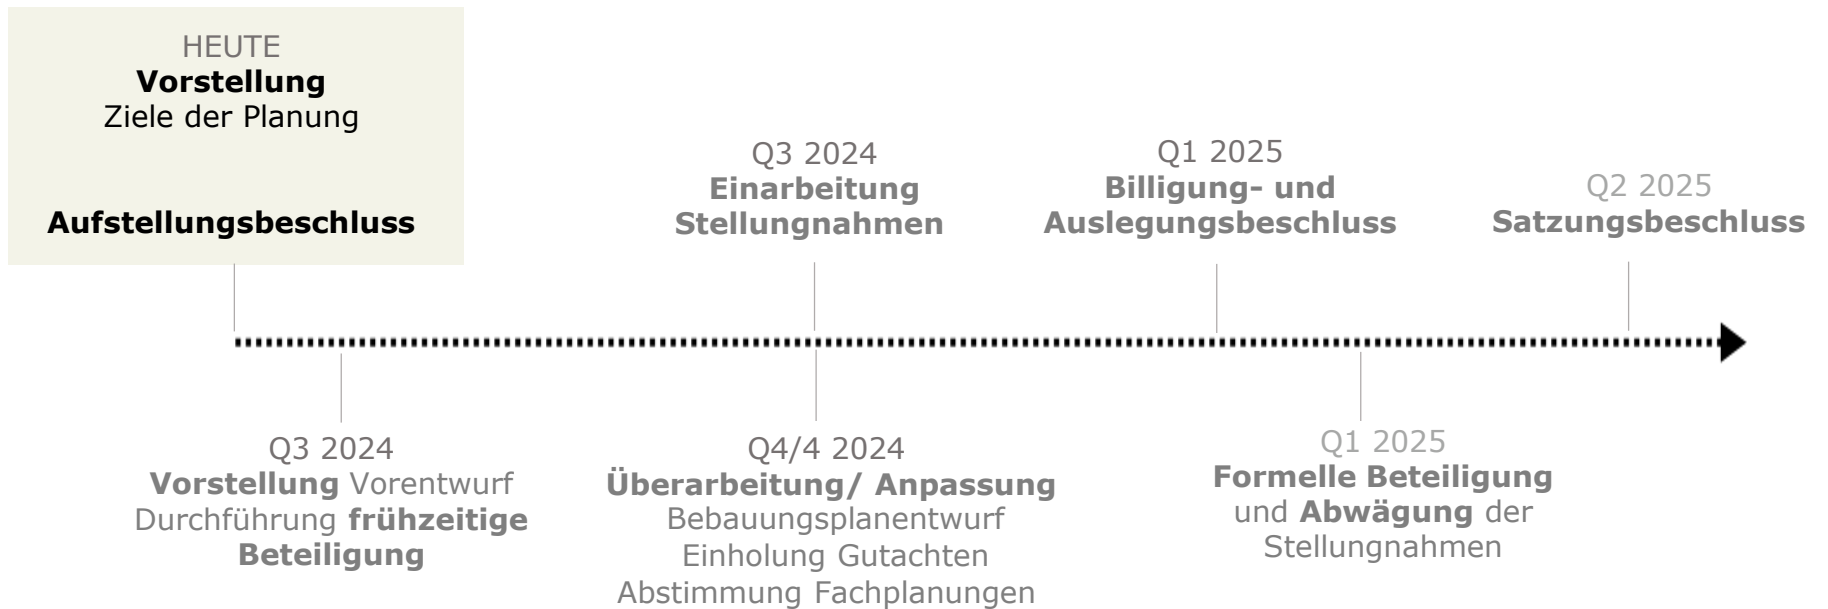 HEUTE
Vorstellung
Ziele der Planung
Aufstellungsbeschluss
Q3 2024
Einarbeitung
Stellungnahmen
Q1 2025
Billigung- und
Auslegungsbeschluss
Q2 2025
Satzungsbeschluss
Q3 2024
Vorstellung Vorentwurf
Durchführung frühzeitige
Beteiligung
Q4/4 2024
Überarbeitung/ Anpassung
Bebauungsplanentwurf
Einholung Gutachten
Abstimmung Fachplanungen
Q1 2025
Formelle Beteiligung
und Abwägung der
Stellungnahmen